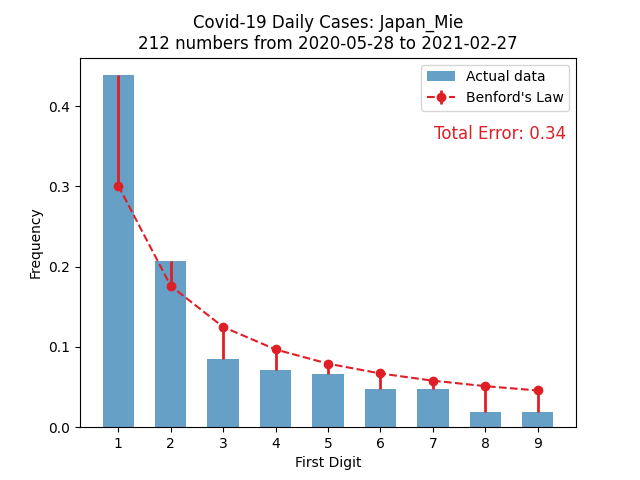 Covid-19 Daily Cases: Japan_Mie
212 numbers from 2020-05-28 to 2021-02-27
Actual data
Benford's Law
Total Error: 0.34
Frequency
0.4
0.3
0.2
0.1
0.0
1 2 3 4 5 6 7 8 9
First Digit